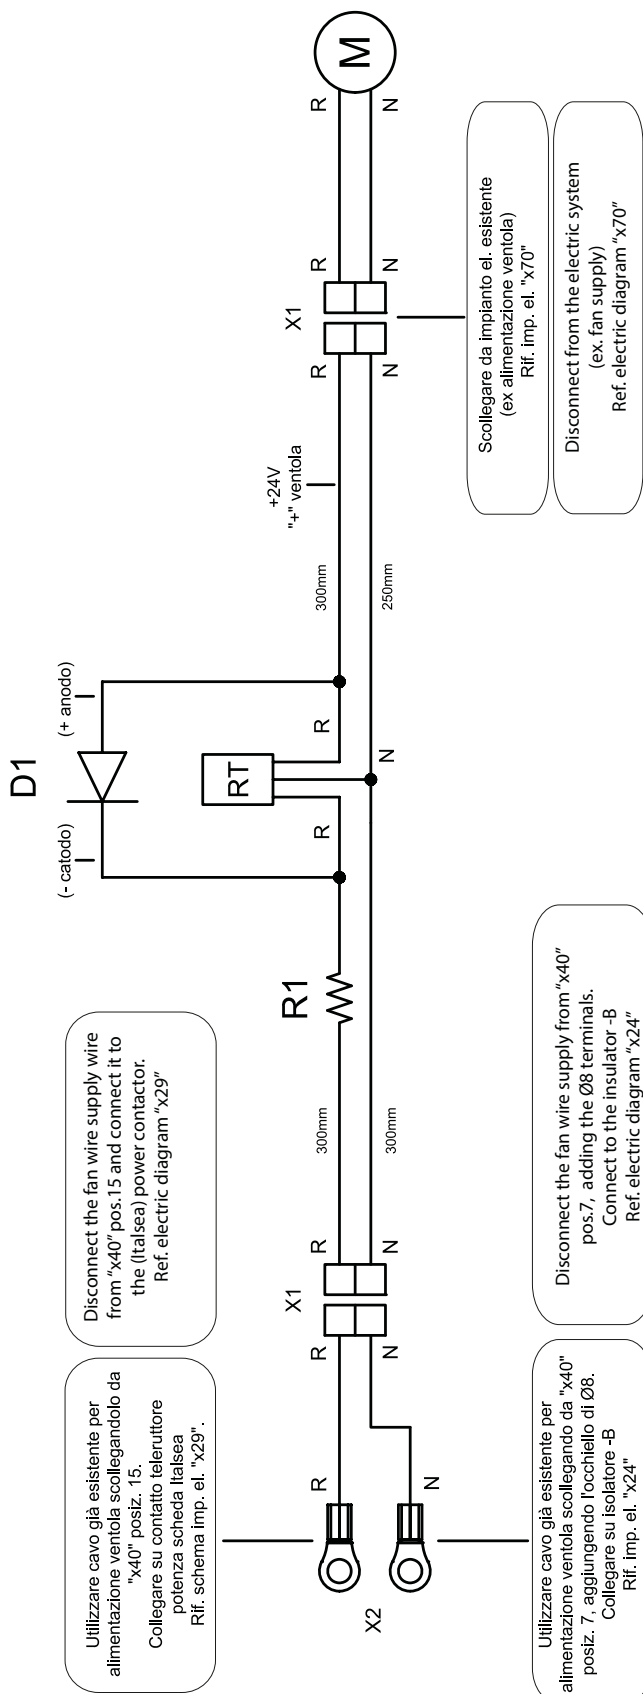 Utilizzare cavo già esistente per
alimentazione ventola scollegandolo da
"x40" posiz. 15.
Collegare su contatto teleruttore
potenza scheda Italsea
Rif. schema imp. el. "x29".
Disconnect the fan wire supply wire
from “x40” pos.15 and connect it to
the (Italsea) power contactor.
Ref. electric diagram “x29”
(- catodo)
D1
(+ anodo)
RT
R
R
N
X2
R
N
R
N
X1
R
N
300mm
300mm
R1
300mm
250mm
+24V
"+" ventola
R
N
X1
R
N
R
N
M
Utilizzare cavo già esistente per
alimentazione ventola scollegando da "x40"
posiz. 7, aggiungendo l'occhiello di Ø8.
Collegare su isolatore -B
Rif. imp. el. "x24"
Disconnect the fan wire supply from “x40”
pos.7, adding the Ø8 terminals.
Connect to the insulator -B
Ref. electric diagram “x24”
Scollegare da impianto el. esistente
(ex alimentazione ventola)
Rif. imp. el. "x70"
Disconnect from the electric system
(ex. fan supply)
Ref. electric diagram “x70”